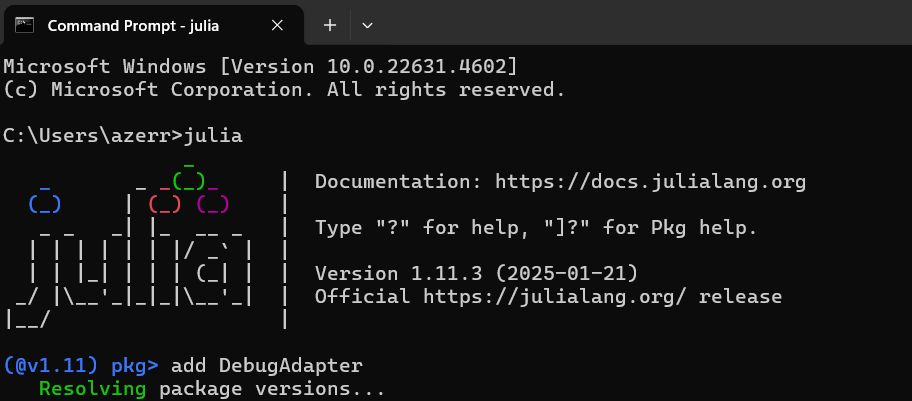 Command Prompt - julia
Microsoft Windows [Version 10.0.22631.4602]
(c) Microsoft Corporation. All rights reserved.
C:\Users\azerr>julia
               _
   _       _ _(_)_     |  Documentation: https://docs.julialang.org
  (_)     | (_) (_)    |
   _ _   _| |_  __ _   |  Type "?" for help, "]?" for Pkg help.
  | | | | | | |/ _` |  |
  | | |_| | | | (_| |  |  Version 1.11.3 (2025-01-21)
 _/ |\__'_|_|_|\__'_|  |  Official https://julialang.org/ release
|__/                   |
(@v1.11) pkg> add DebugAdapter
   Resolving package versions...